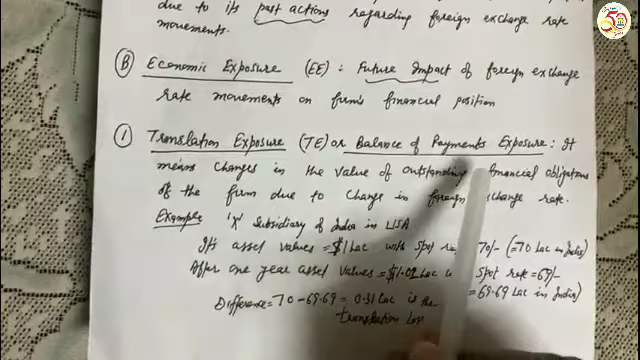 due to its past actions regarding foreign exchange rate
movements.
Ⓑ Economic Exposure (EE): Future Impact of foreign exchange
rate movements on firm's financial position
① Translation Exposure (TE) or Balance of Payments Exposure: It
means changes in the value of outstanding financial obligations
of the firm due to change in foreign exchange rate.
Example 'X' Subsidiary of India in USA
It's asset values = $1 Lac with spot 70/- (=70 Lac in India)
After one year asset values = $1.02 Lac spot rate = 69/-
= 69.69 Lac in India)
Difference = 70 - 69.69 = 0.31 Lac is the
translation Loss
50